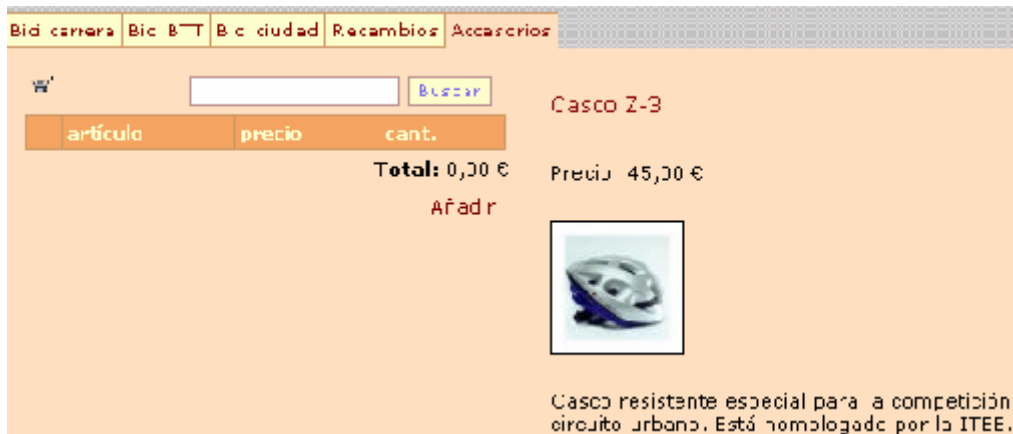 Bici carrera Bici BTT Bici ciudad Recambios Accesorios
Buscar
artículo precio cant.
Total: 0,00 €
Añadir
Casco Z-3
Precio 45,00 €
Casco resistente especial para la competición
circuito urbano. Está homologado por la ITEE.